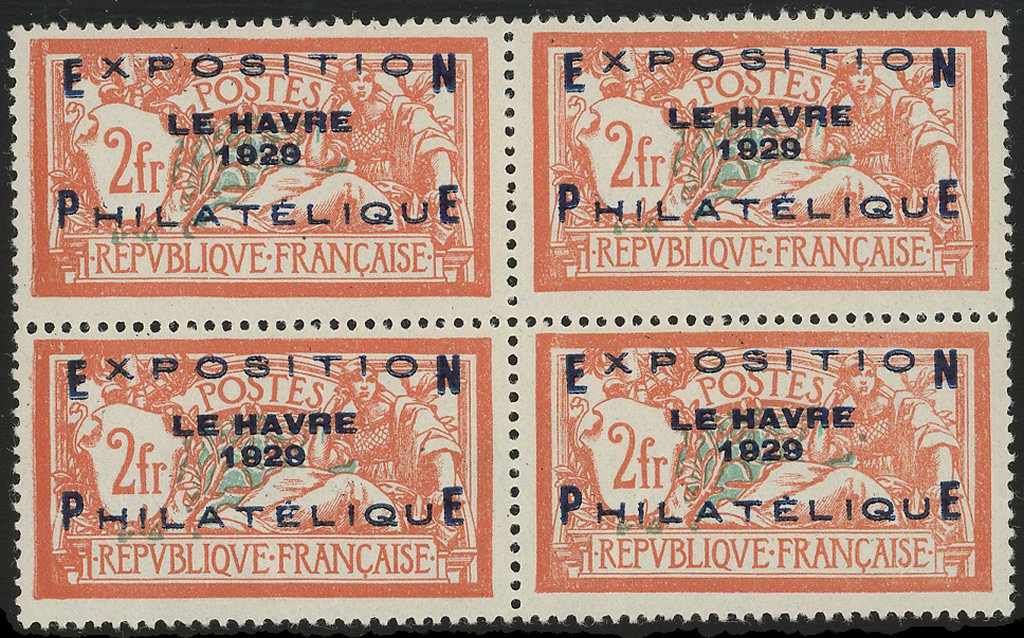 EXPOSITION
POSTES
LE HAVRE
1929
2fr
PHILATÉLIQUE
·REPVBLIQVE·FRANÇAISE·
EXPOSITION
POSTES
LE HAVRE
1929
2fr
PHILATÉLIQUE
·REPVBLIQVE·FRANÇAISE·
EXPOSITION
POSTES
LE HAVRE
1929
2fr
PHILATÉLIQUE
·REPVBLIQVE·FRANÇAISE·
EXPOSITION
POSTES
LE HAVRE
1929
2fr
PHILATÉLIQUE
·REPVBLIQVE·FRANÇAISE·